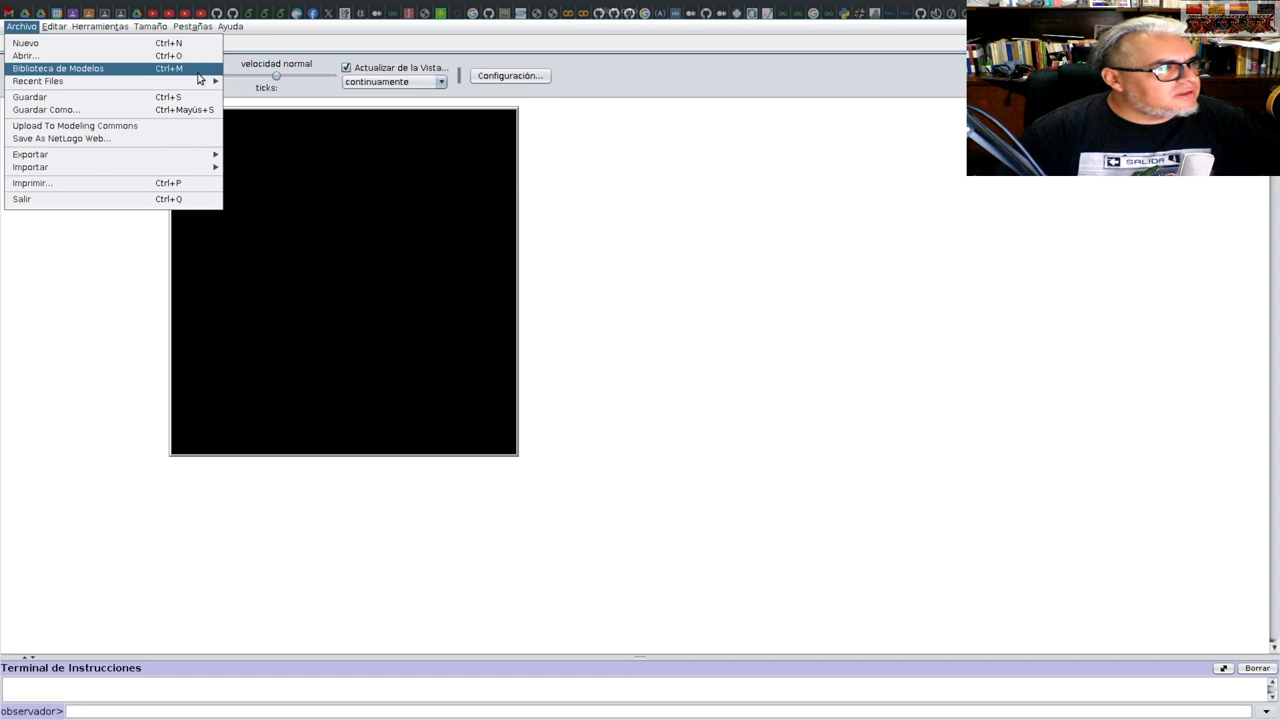 Archivo Editar Herramientas Tamaño Pestañas Ayuda
Nuevo Ctrl+N
Abrir... Ctrl+O
Biblioteca de Modelos Ctrl+M
Recent Files
Guardar Ctrl+S
Guardar Como... Ctrl+Mayús+S
Upload To Modeling Commons
Save As NetLogo Web...
Exportar
Importar
Imprimir... Ctrl+P
Salir Ctrl+Q
velocidad normal
ticks:
Actualizar de la Vista...
continuamente
Configuración...
SALIDA
Terminal de Instrucciones
Borrar
observador>